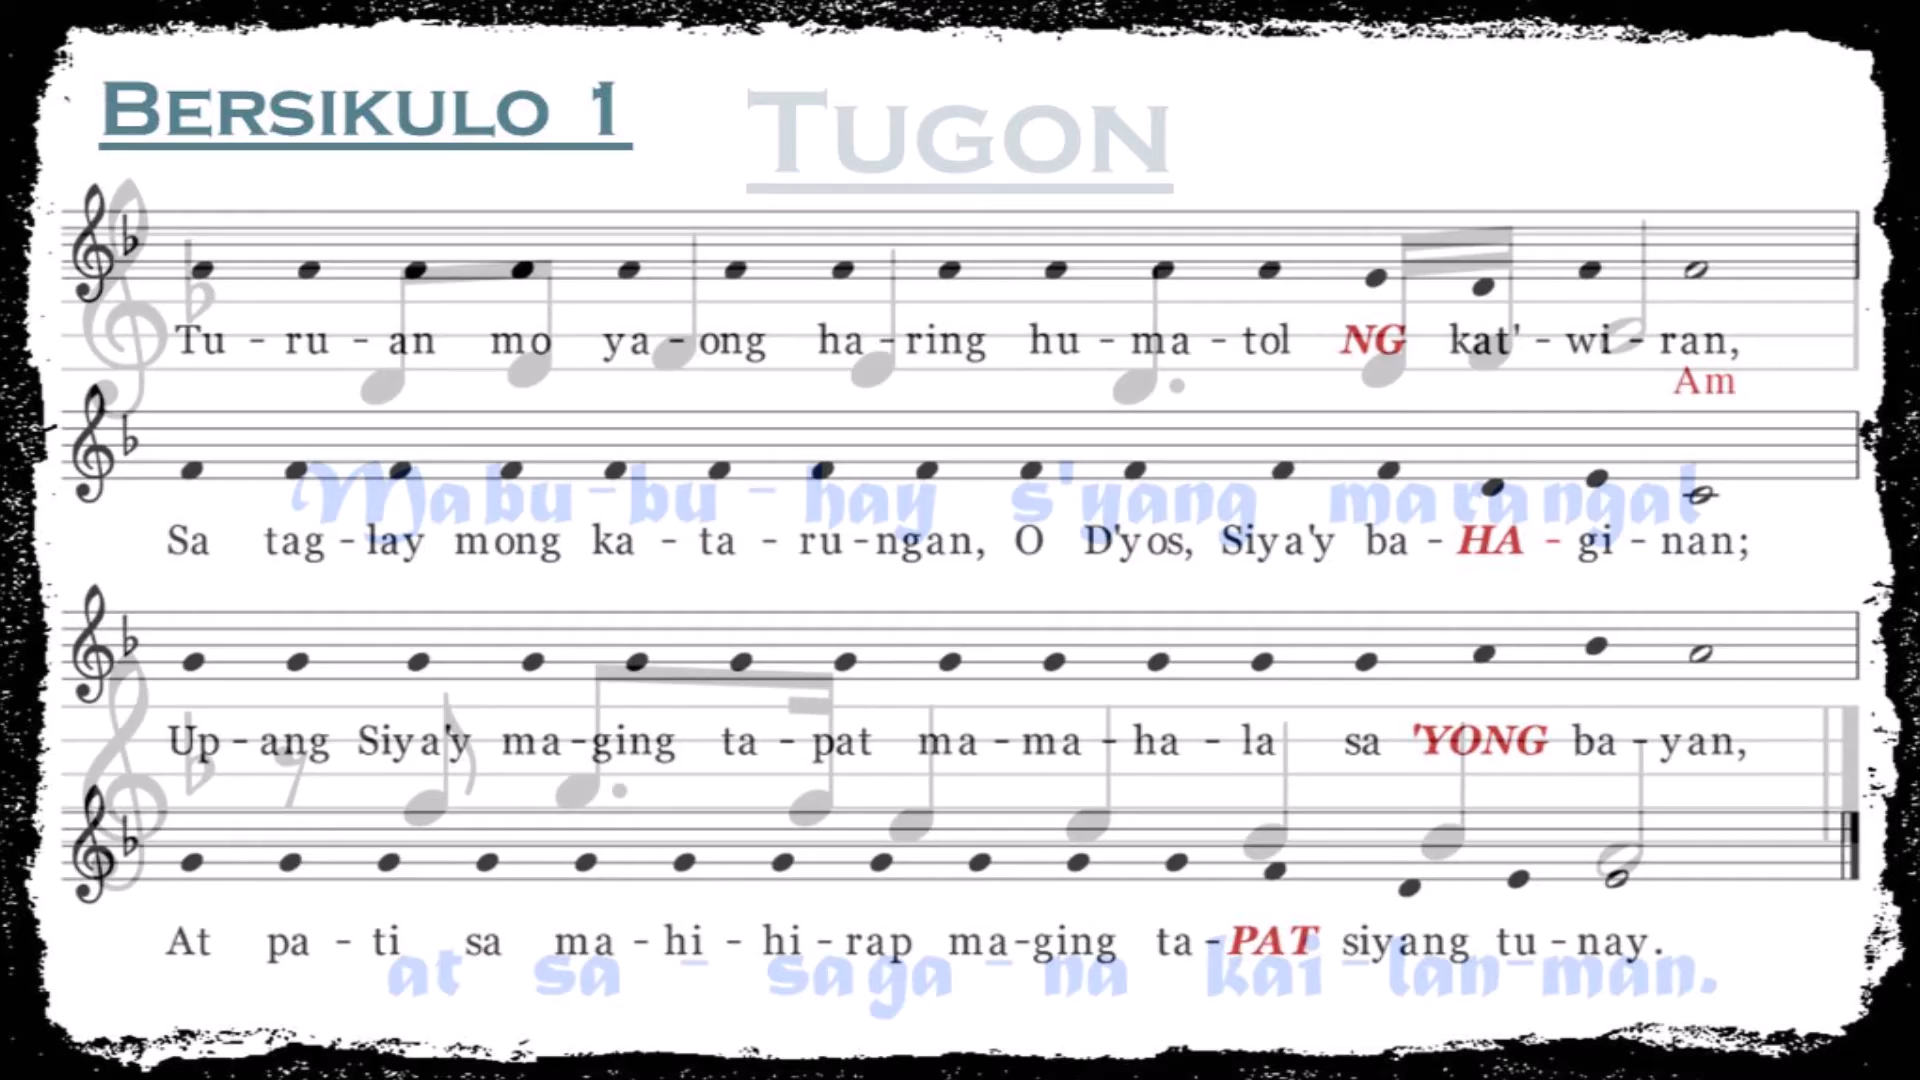 BERSIKULO 1
TUGON
Tu - ru - an mo ya - ong ha - ring hu - ma - tol NG kat' - wi - ran,
Am
Mabu - bu - hay s'yang marangal
Sa tag - lay mong ka - ta - ru - ngan, O D'yos, Siya'y ba - HA - gi - nan;
Up - ang Siya'y ma - ging ta - pat ma - ma - ha - la sa 'YONG ba - yan,
At pa - ti sa ma - hi - hi - rap ma - ging ta - PAT siyang tu - nay.
at sa - saga - na kai - lan - man.